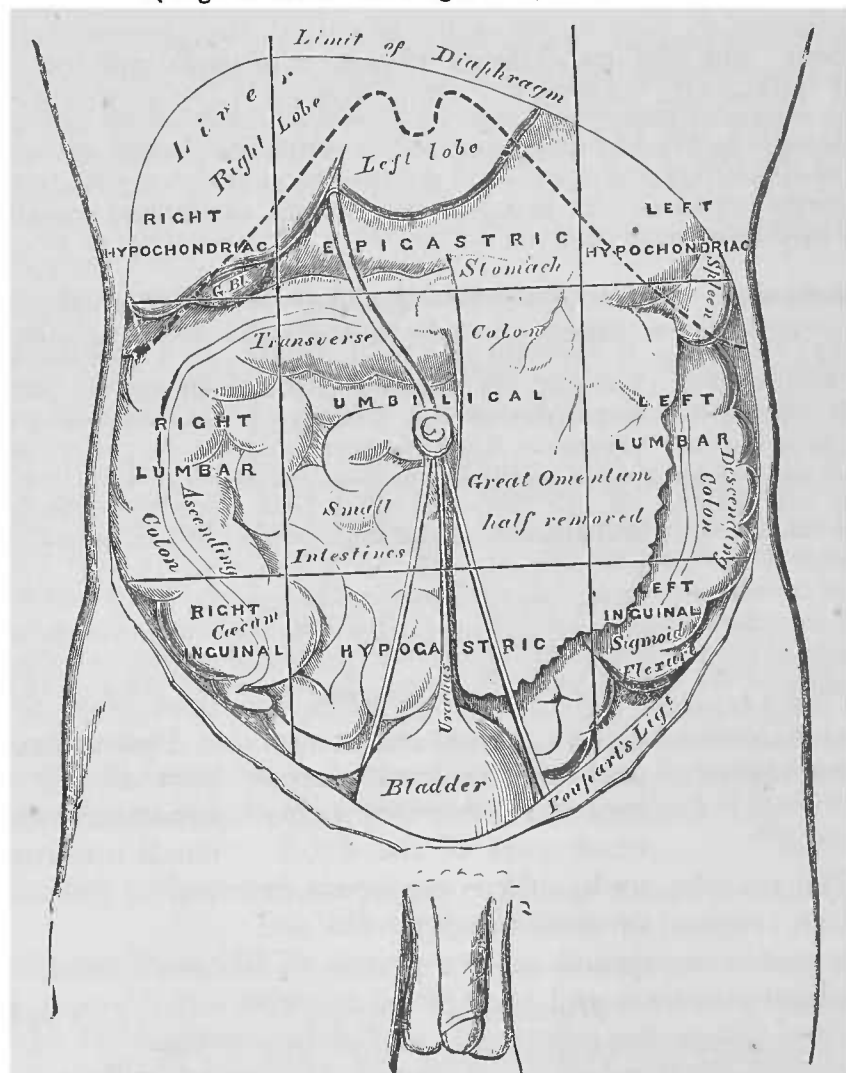 Limit of Diaphragm
Liver
Right Lobe
Left lobe
RIGHT
HYPOCHONDRIAC
EPIGASTRIC
LEFT
HYPOCHONDRIAC
Stomach
Spleen
G. Bl.
Transverse
Colon
UMBILICAL
RIGHT
LUMBAR
LEFT
LUMBAR
Ascending
Colon
Small
Intestines
Great Omentum
half removed
Descending
Colon
RIGHT
INGUINAL
Cæcum
HYPOGASTRIC
LEFT
INGUINAL
Sigmoid
Flexure
Urachus
Bladder
Poupart's Ligt